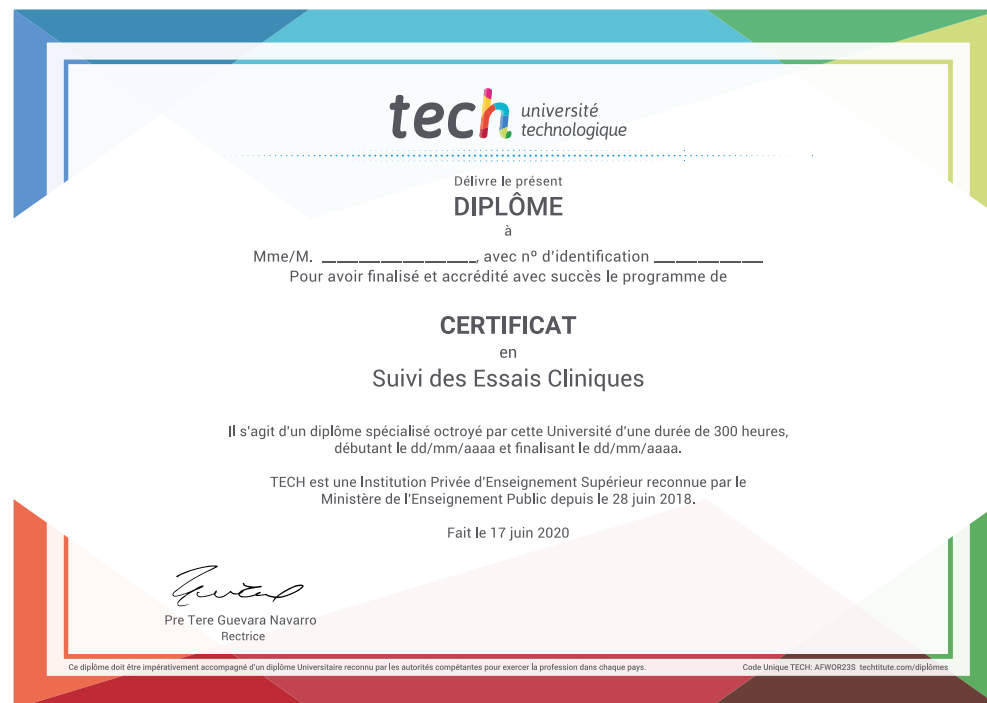 tech université
technologique
Délivre le présent
DIPLÔME
à
Mme/M. __________________, avec nº d'identification _____________
Pour avoir finalisé et accrédité avec succès le programme de
CERTIFICAT
en
Suivi des Essais Cliniques
Il s'agit d'un diplôme spécialisé octroyé par cette Université d'une durée de 300 heures,
débutant le dd/mm/aaaa et finalisant le dd/mm/aaaa.
TECH est une Institution Privée d'Enseignement Supérieur reconnue par le
Ministère de l'Enseignement Public depuis le 28 juin 2018.
Fait le 17 juin 2020
Pre Tere Guevara Navarro
Rectrice
Ce diplôme doit être impérativement accompagné d'un diplôme Universitaire reconnu par les autorités compétantes pour exercer la profession dans chaque pays.
Code Unique TECH: AFWOR23S techtitute.com/diplômes